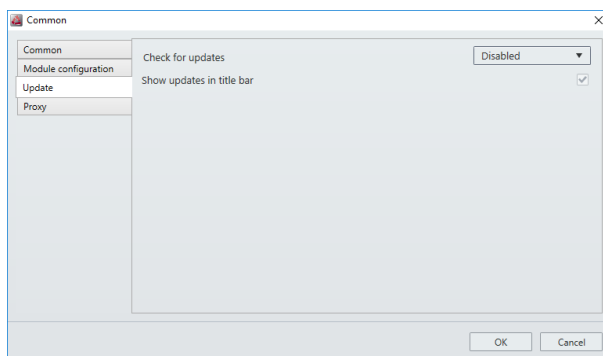 Common
Common
Module configuration
Update
Proxy
Check for updates
Disabled
Show updates in title bar
OK
Cancel